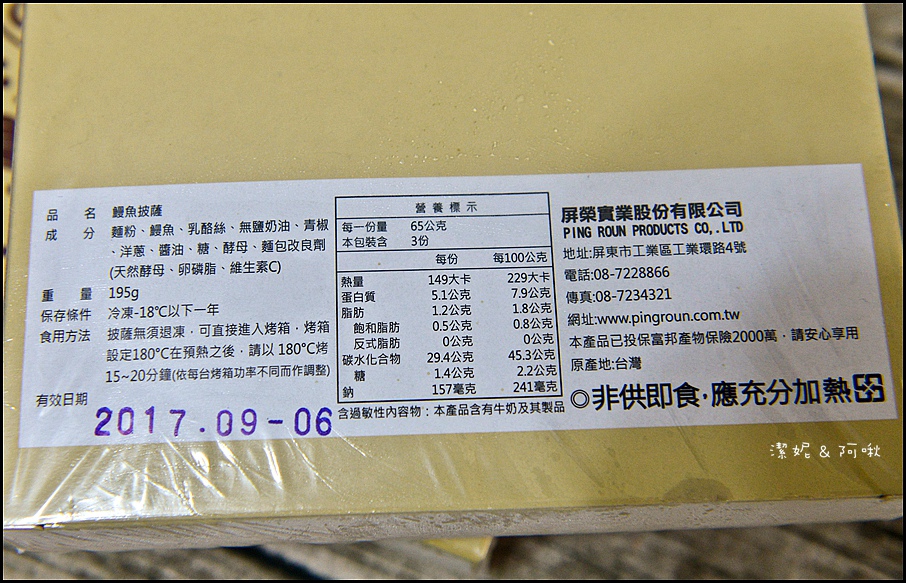 品名 鰻魚披薩
成分 麵粉、鰻魚、乳酪絲、無鹽奶油、青椒
、洋蔥、醬油、糖、酵母、麵包改良劑
(天然酵母、卵磷脂、維生素C)
重量 195g
保存條件 冷凍-18℃以下一年
食用方法 披薩無須退凍，可直接進入烤箱，烤箱
設定180℃在預熱之後，請以180℃烤
15~20分鐘(依每台烤箱功率不同而作調整)
有效日期
2017.09-06
營養標示
每一份量 65公克
本包裝含 3份
每份 每100公克
熱量 149大卡 229大卡
蛋白質 5.1公克 7.9公克
脂肪 1.2公克 1.8公克
飽和脂肪 0.5公克 0.8公克
反式脂肪 0公克 0公克
碳水化合物 29.4公克 45.3公克
糖 1.4公克 2.2公克
鈉 157毫克 241毫克
含過敏性內容物：本產品含有牛奶及其製品
屏榮實業股份有限公司
PING ROUN PRODUCTS CO,.LTD
地址:屏東市工業區工業環路4號
電話:08-7228866
傳真:08-7234321
網址:www.pingroun.com.tw
本產品已投保富邦產物保險2000萬，請安心享用
原產地:台灣
◎非供即食·應充分加熱
潔妮&阿啾